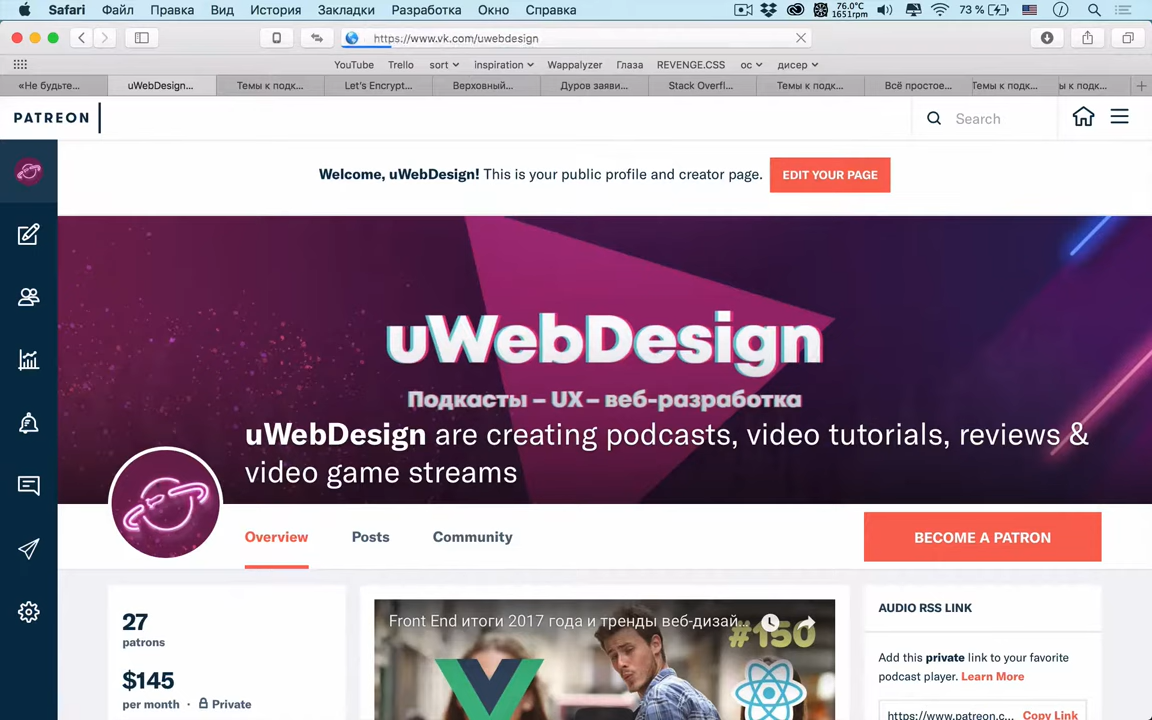 Safari Файл Правка Вид История Закладки Разработка Окно Справка
76.0°C
1651rpm
73 %
https://www.vk.com/uwebdesign
YouTube Trello sort inspiration Wappalyzer Глаза REVENGE.CSS ос дисер
«Не будьте... uWebDesign... Темы к подк... Let's Encrypt... Верховный... Дуров заяви... Stack Overfl... Темы к подк... Всё простое... Темы к подк... ы к подк...
PATREON
Search
Welcome, uWebDesign! This is your public profile and creator page.
EDIT YOUR PAGE
uWebDesign
Подкасты – UX – веб-разработка
uWebDesign are creating podcasts, video tutorials, reviews &
video game streams
Overview Posts Community
BECOME A PATRON
27
patrons
$145
per month · Private
Front End итоги 2017 года и тренды веб-дизай...
#150
AUDIO RSS LINK
Add this private link to your favorite
podcast player. Learn More
https://www.patreon.c... Copy Link